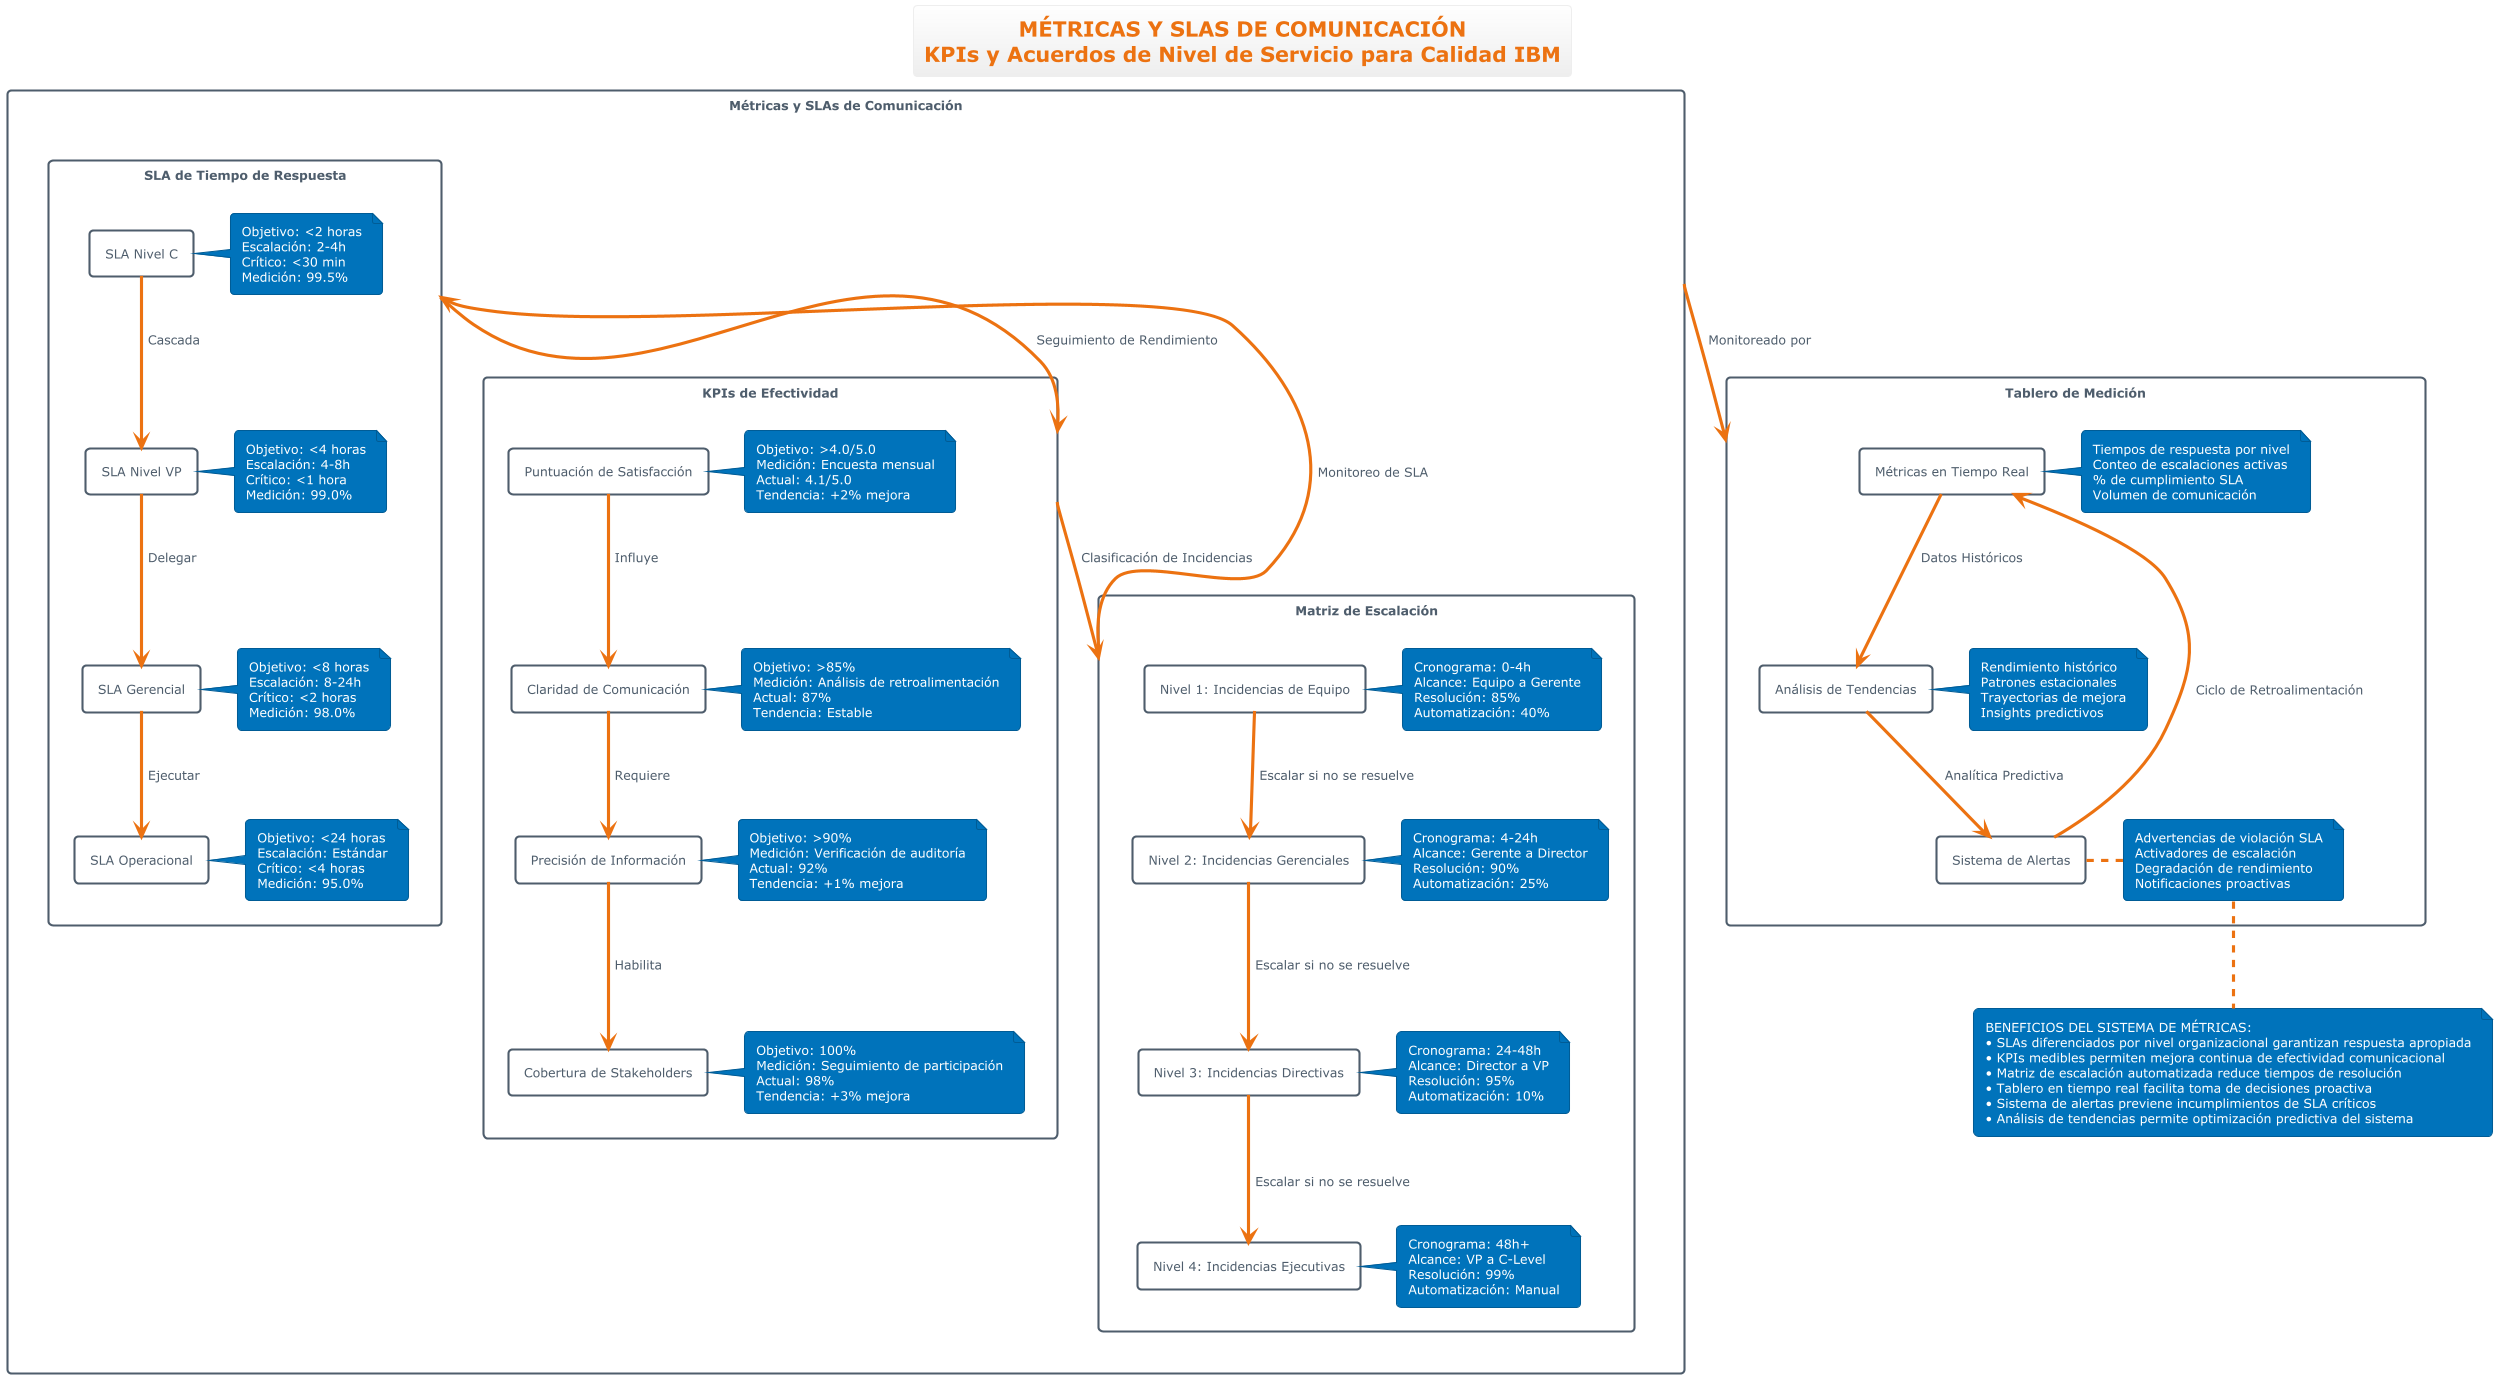 MÉTRICAS Y SLAS DE COMUNICACIÓN
KPIs y Acuerdos de Nivel de Servicio para Calidad IBM
Métricas y SLAs de Comunicación
SLA de Tiempo de Respuesta
SLA Nivel C
Objetivo: <2 horas
Escalación: 2-4h
Crítico: <30 min
Medición: 99.5%
Cascada
SLA Nivel VP
Objetivo: <4 horas
Escalación: 4-8h
Crítico: <1 hora
Medición: 99.0%
Delegar
SLA Gerencial
Objetivo: <8 horas
Escalación: 8-24h
Crítico: <2 horas
Medición: 98.0%
Ejecutar
SLA Operacional
Objetivo: <24 horas
Escalación: Estándar
Crítico: <4 horas
Medición: 95.0%
Seguimiento de Rendimiento
Monitoreo de SLA
Clasificación de Incidencias
Monitoreado por
KPIs de Efectividad
Puntuación de Satisfacción
Objetivo: >4.0/5.0
Medición: Encuesta mensual
Actual: 4.1/5.0
Tendencia: +2% mejora
Influye
Claridad de Comunicación
Objetivo: >85%
Medición: Análisis de retroalimentación
Actual: 87%
Tendencia: Estable
Requiere
Precisión de Información
Objetivo: >90%
Medición: Verificación de auditoría
Actual: 92%
Tendencia: +1% mejora
Habilita
Cobertura de Stakeholders
Objetivo: 100%
Medición: Seguimiento de participación
Actual: 98%
Tendencia: +3% mejora
Matriz de Escalación
Nivel 1: Incidencias de Equipo
Cronograma: 0-4h
Alcance: Equipo a Gerente
Resolución: 85%
Automatización: 40%
Escalar si no se resuelve
Nivel 2: Incidencias Gerenciales
Cronograma: 4-24h
Alcance: Gerente a Director
Resolución: 90%
Automatización: 25%
Escalar si no se resuelve
Nivel 3: Incidencias Directivas
Cronograma: 24-48h
Alcance: Director a VP
Resolución: 95%
Automatización: 10%
Escalar si no se resuelve
Nivel 4: Incidencias Ejecutivas
Cronograma: 48h+
Alcance: VP a C-Level
Resolución: 99%
Automatización: Manual
Tablero de Medición
Métricas en Tiempo Real
Tiempos de respuesta por nivel
Conteo de escalaciones activas
% de cumplimiento SLA
Volumen de comunicación
Datos Históricos
Análisis de Tendencias
Rendimiento histórico
Patrones estacionales
Trayectorias de mejora
Insights predictivos
Ciclo de Retroalimentación
Analítica Predictiva
Sistema de Alertas
Advertencias de violación SLA
Activadores de escalación
Degradación de rendimiento
Notificaciones proactivas
BENEFICIOS DEL SISTEMA DE MÉTRICAS:
• SLAs diferenciados por nivel organizacional garantizan respuesta apropiada
• KPIs medibles permiten mejora continua de efectividad comunicacional
• Matriz de escalación automatizada reduce tiempos de resolución
• Tablero en tiempo real facilita toma de decisiones proactiva
• Sistema de alertas previene incumplimientos de SLA críticos
• Análisis de tendencias permite optimización predictiva del sistema